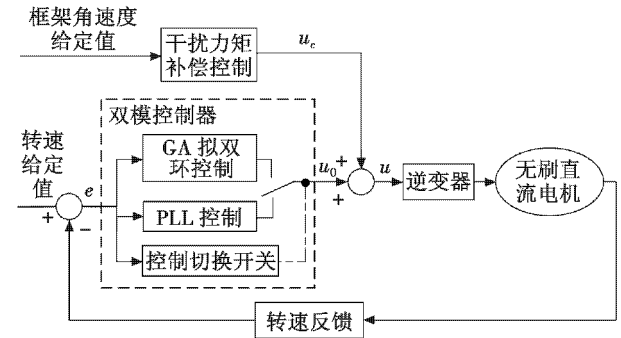 框架角速度
给定值
干扰力矩
补偿控制
uc
双模控制器
转速
给定
值
e
GA 拟双
环控制
PLL 控制
控制切换开关
u0
u
逆变器
无刷直
流电机
+
−
+
+
转速反馈